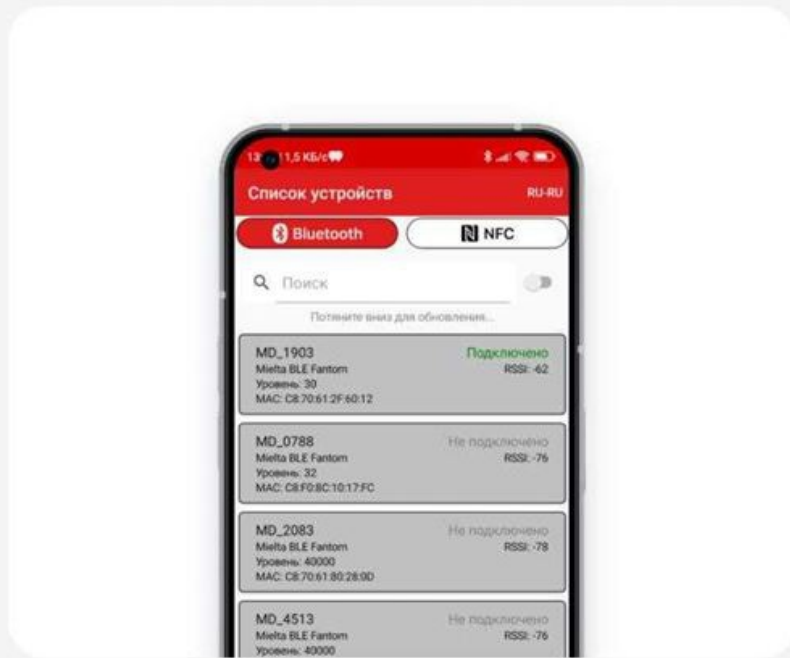 13 11,5 КБ/с
Список устройств RU-RU
Bluetooth NFC
Поиск
Потяните вниз для обновления...
MD_1903 Подключено
Mielta BLE Fantom RSSI: -62
Уровень: 30
MAC: C8:70:61:2F:60:12
MD_0788 Не подключено
Mielta BLE Fantom RSSI: -76
Уровень: 32
MAC: C8:F0:8C:10:17:FC
MD_2083 Не подключено
Mielta BLE Fantom RSSI: -78
Уровень: 40000
MAC: C8:70:61:80:28:0D
MD_4513 Не подключено
Mielta BLE Fantom RSSI: -76
Уровень: 40000